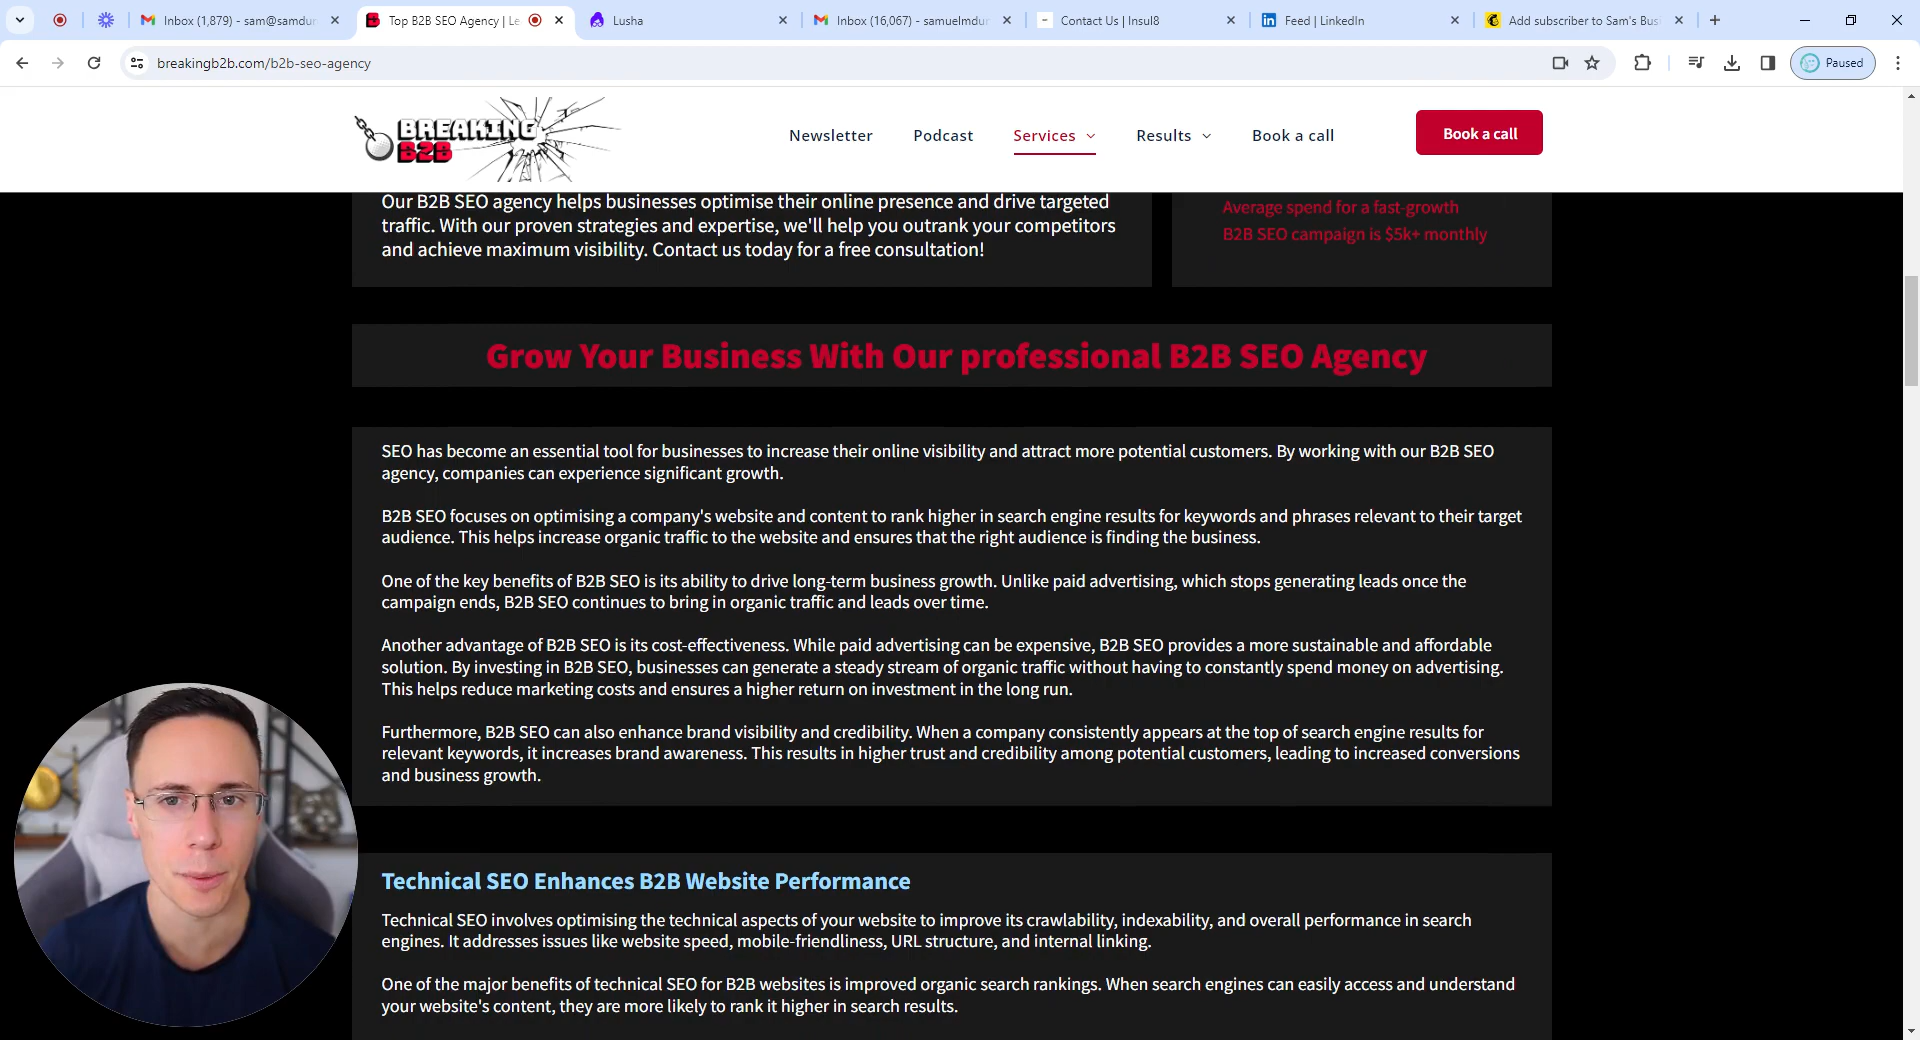 Inbox (1,879) - sam@samdun
Top B2B SEO Agency | Le
Lusha
Inbox (16,067) - samuelmdun
Contact Us | Insul8
Feed | LinkedIn
Add subscriber to Sam's Busi
breakingb2b.com/b2b-seo-agency
Paused
BREAKING
B2B
Newsletter
Podcast
Services
Results
Book a call
Book a call
Our B2B SEO agency helps businesses optimise their online presence and drive targeted
traffic. With our proven strategies and expertise, we'll help you outrank your competitors
and achieve maximum visibility. Contact us today for a free consultation!
Average spend for a fast-growth
B2B SEO campaign is $5k+ monthly
Grow Your Business With Our professional B2B SEO Agency
SEO has become an essential tool for businesses to increase their online visibility and attract more potential customers. By working with our B2B SEO
agency, companies can experience significant growth.
B2B SEO focuses on optimising a company's website and content to rank higher in search engine results for keywords and phrases relevant to their target
audience. This helps increase organic traffic to the website and ensures that the right audience is finding the business.
One of the key benefits of B2B SEO is its ability to drive long-term business growth. Unlike paid advertising, which stops generating leads once the
campaign ends, B2B SEO continues to bring in organic traffic and leads over time.
Another advantage of B2B SEO is its cost-effectiveness. While paid advertising can be expensive, B2B SEO provides a more sustainable and affordable
solution. By investing in B2B SEO, businesses can generate a steady stream of organic traffic without having to constantly spend money on advertising.
This helps reduce marketing costs and ensures a higher return on investment in the long run.
Furthermore, B2B SEO can also enhance brand visibility and credibility. When a company consistently appears at the top of search engine results for
relevant keywords, it increases brand awareness. This results in higher trust and credibility among potential customers, leading to increased conversions
and business growth.
Technical SEO Enhances B2B Website Performance
Technical SEO involves optimising the technical aspects of your website to improve its crawlability, indexability, and overall performance in search
engines. It addresses issues like website speed, mobile-friendliness, URL structure, and internal linking.
One of the major benefits of technical SEO for B2B websites is improved organic search rankings. When search engines can easily access and understand
your website's content, they are more likely to rank it higher in search results.